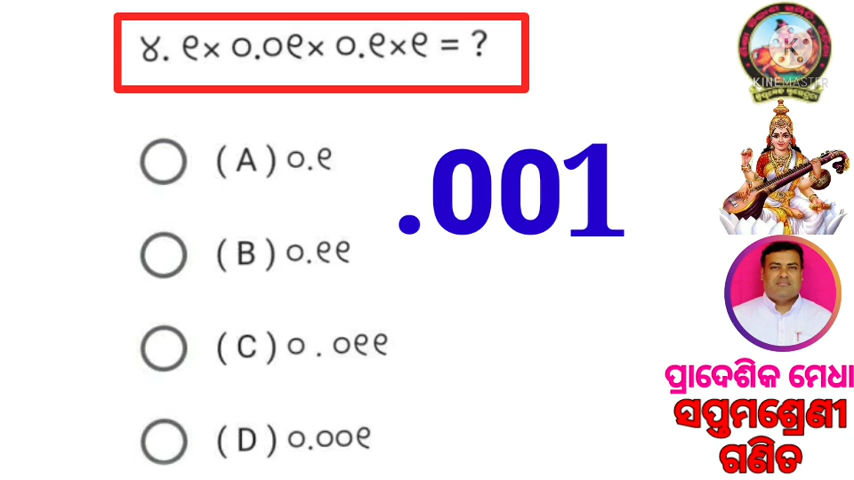 ୪. ୧× ୦.୦୧× ୦.୧×୧ = ?
(A) ୦.୧
(B) ୦.୧୧
(C) ୦.୦୧୧
(D) ୦.୦୦୧
.001
KINEMASTER
ପ୍ରାଦେଶିକ ମେଧା
ସପ୍ତମଶ୍ରେଣୀ
ଗଣିତ